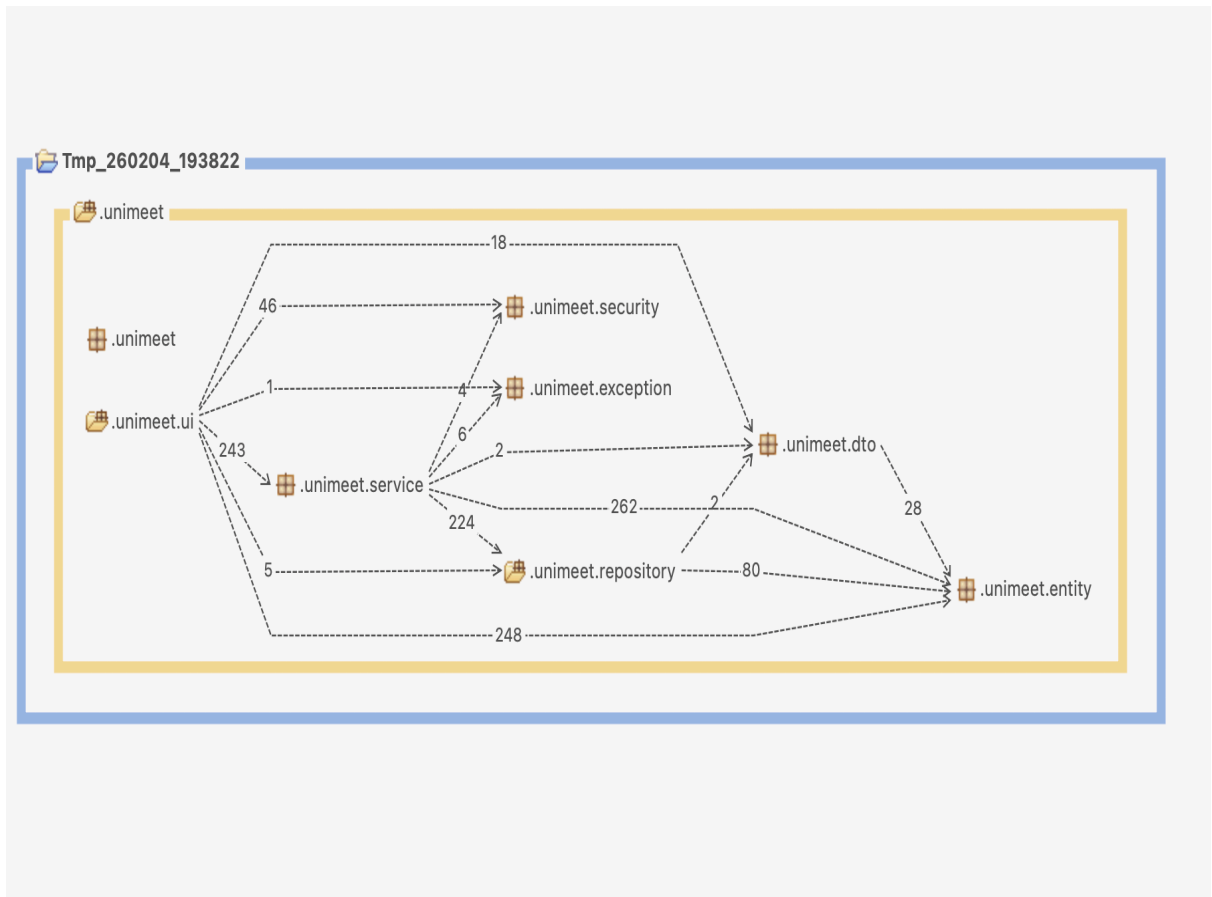 Tmp_260204_193822
.unimeet
18
46
.unimeet.security
.unimeet
1
4
.unimeet.exception
.unimeet.ui
6
243
2
.unimeet.dto
.unimeet.service
262
2
28
224
5
.unimeet.repository
80
.unimeet.entity
248